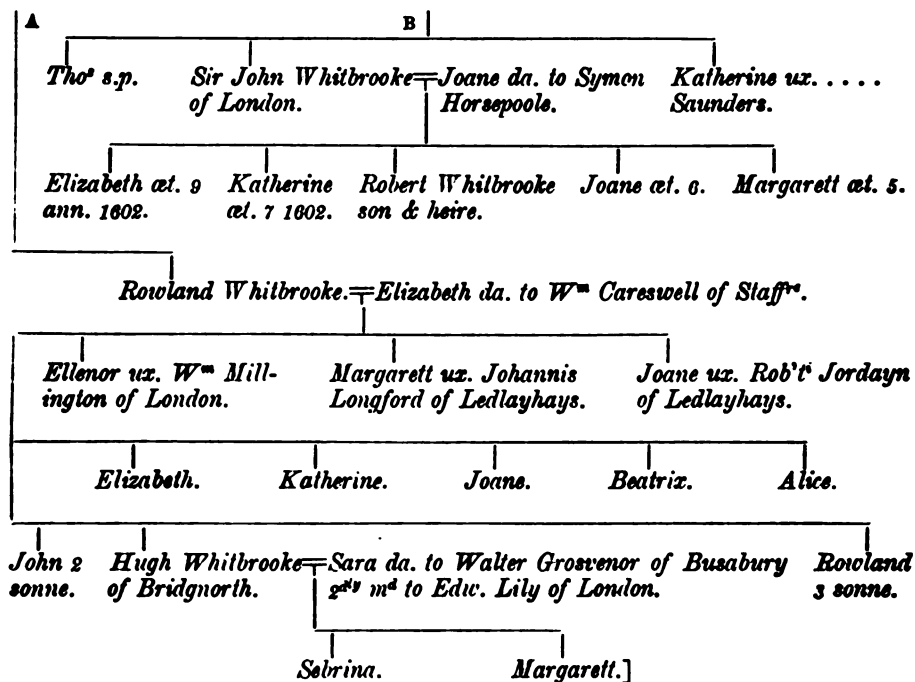 A B
Tho⁸ s.p. Sir John Whitbrooke=Joane da. to Symon Katherine ux. . . . . .
of London. Horsepoole. Saunders.
Elizabeth æt. 9 Katherine Robert Whitbrooke Joane æt. 6. Margarett æt. 5.
ann. 1602. æt. 7 1602. son & heire.
Rowland Whitbrooke.=Elizabeth da. to Wᵐ Careswell of Staffʳᵉ.
Ellenor ux. Wᵐ Mill- Margarett ux. Johannis Joane ux. Rob'tⁱ Jordayn
ington of London. Longford of Ledlayhays. of Ledlayhays.
Elizabeth. Katherine. Joane. Beatrix. Alice.
John 2 Hugh Whitbrooke=Sara da. to Walter Grosvenor of Busabury Rowland
sonne. of Bridgnorth. 2ᵈˡʸ mᵈ to Edw. Lily of London. 3 sonne.
Sebrina. Margarett.]